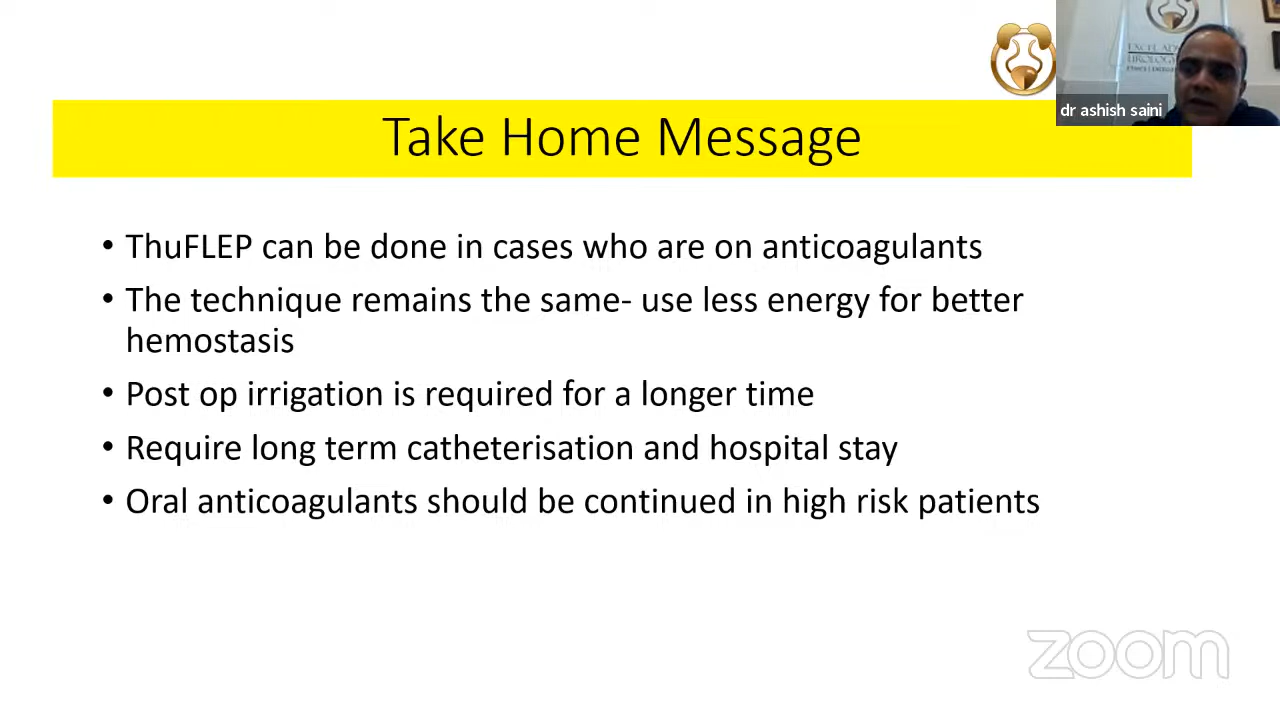 EXCEL
UROLOGY
dr ashish saini
Take Home Message
• ThuFLEP can be done in cases who are on anticoagulants
• The technique remains the same- use less energy for better
hemostasis
• Post op irrigation is required for a longer time
• Require long term catheterisation and hospital stay
• Oral anticoagulants should be continued in high risk patients
zoom